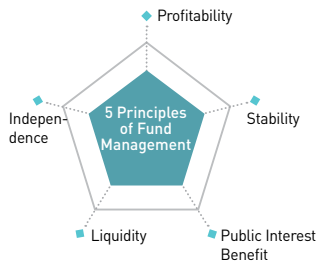 Profitability
5 Principles
of Fund
Management
Indepen-
dence
Stability
Liquidity
Public Interest
Benefit